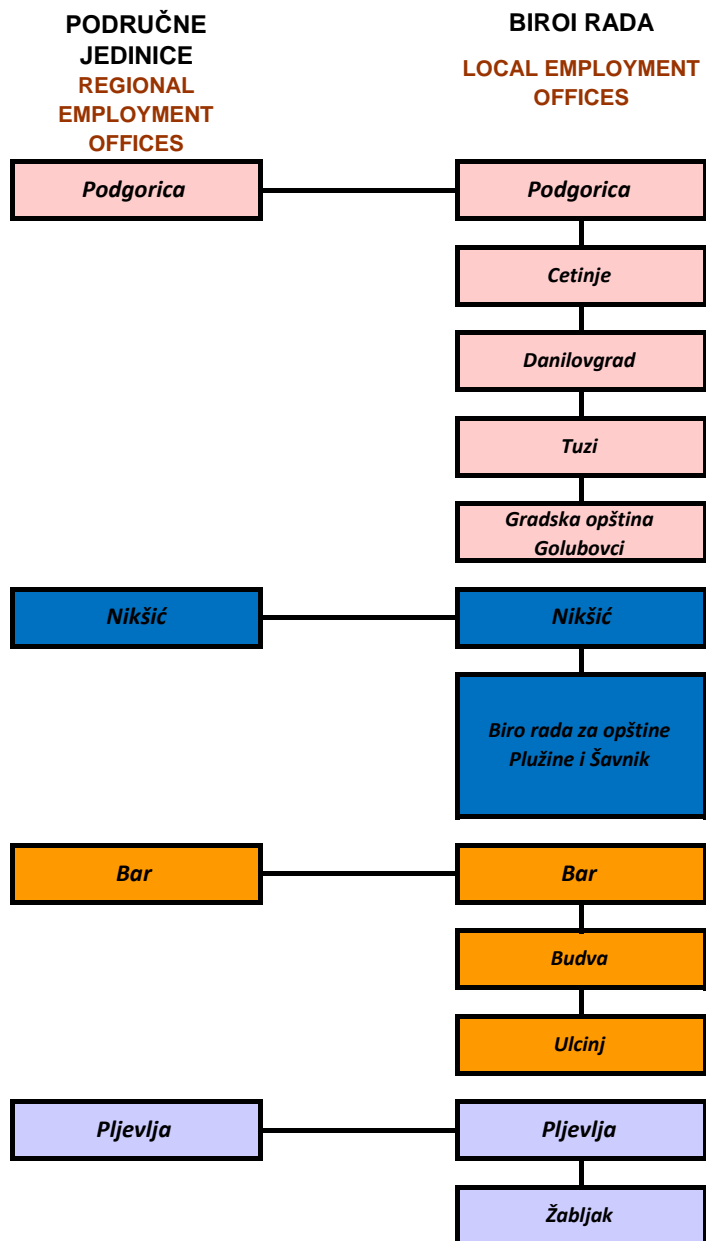 PODRUČNE
JEDINICE
REGIONAL
EMPLOYMENT
OFFICES
BIROI RADA
LOCAL EMPLOYMENT
OFFICES
Podgorica
Podgorica
Cetinje
Danilovgrad
Tuzi
Gradska opština
Golubovci
Nikšić
Nikšić
Biro rada za opštine
Plužine i Šavnik
Bar
Bar
Budva
Ulcinj
Pljevlja
Pljevlja
Žabljak